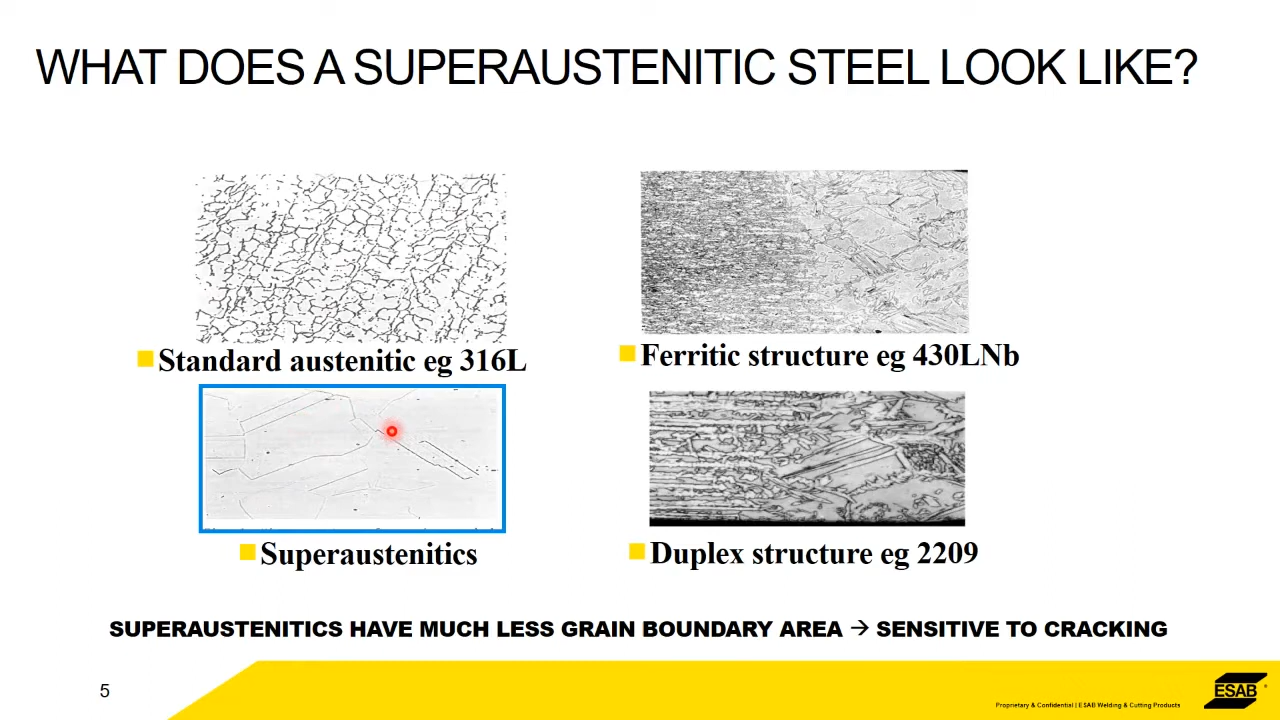 WHAT DOES A SUPERAUSTENITIC STEEL LOOK LIKE?
Standard austenitic eg 316L
Ferritic structure eg 430LNb
Superaustenitics
Duplex structure eg 2209
SUPERAUSTENITICS HAVE MUCH LESS GRAIN BOUNDARY AREA → SENSITIVE TO CRACKING
5
Proprietary & Confidential | ESAB Welding & Cutting Products
ESAB